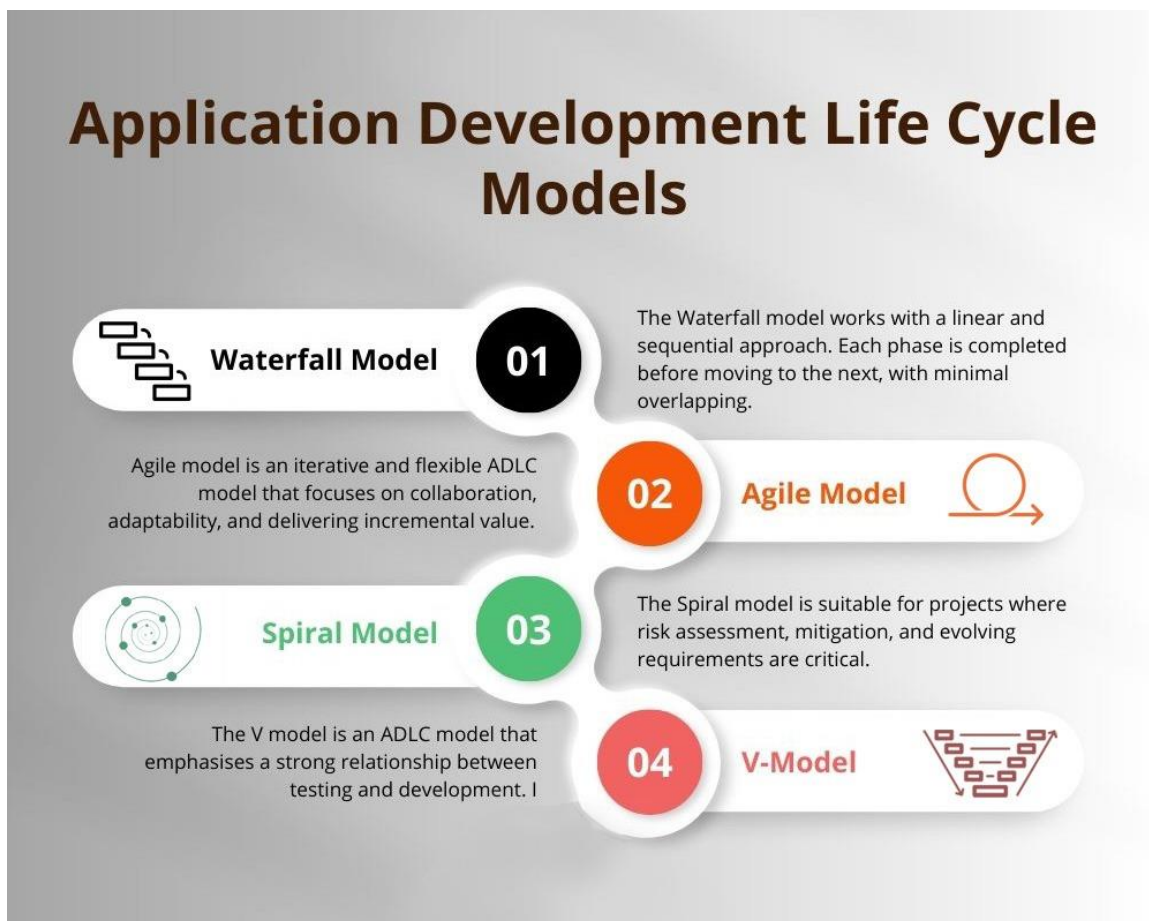 Application Development Life Cycle
Models
Waterfall Model
01
The Waterfall model works with a linear and
sequential approach. Each phase is completed
before moving to the next, with minimal
overlapping.
Agile model is an iterative and flexible ADLC
model that focuses on collaboration,
adaptability, and delivering incremental value.
02
Agile Model
Spiral Model
03
The Spiral model is suitable for projects where
risk assessment, mitigation, and evolving
requirements are critical.
The V model is an ADLC model that
emphasises a strong relationship between
testing and development. I
04
V-Model